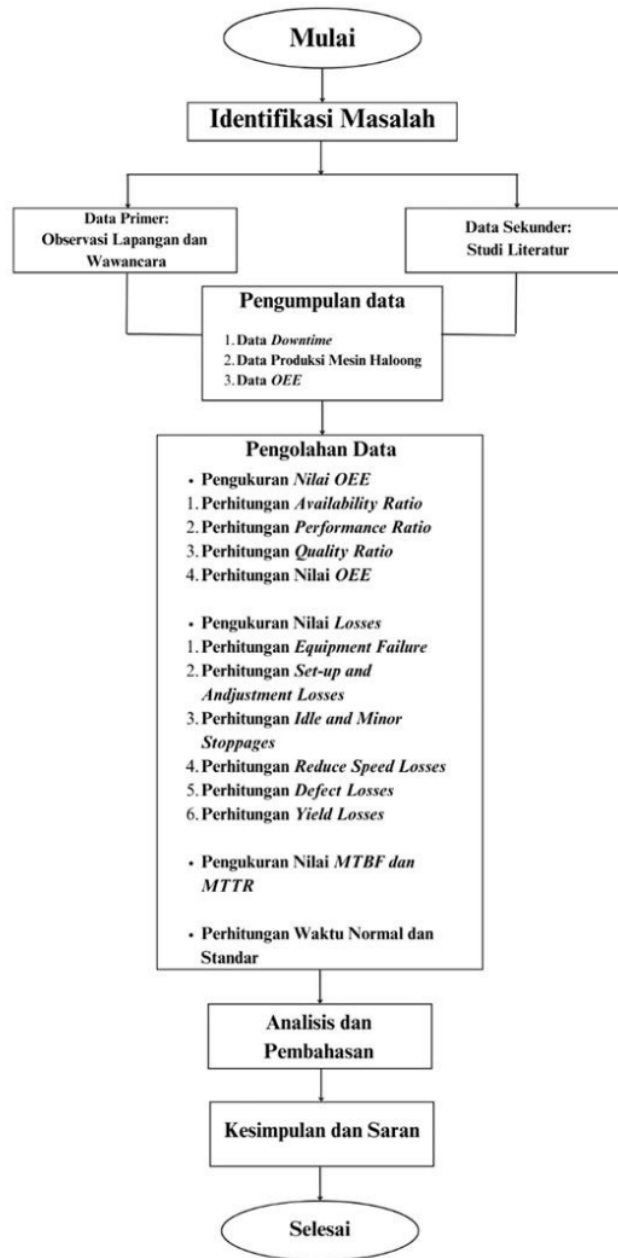 Mulai
Identifikasi Masalah
Data Primer:
Observasi Lapangan dan
Wawancara
Data Sekunder:
Studi Literatur
Pengumpulan data
1. Data Downtime
2. Data Produksi Mesin Haloong
3. Data OEE
Pengolahan Data
• Pengukuran Nilai OEE
1. Perhitungan Availability Ratio
2. Perhitungan Performance Ratio
3. Perhitungan Quality Ratio
4. Perhitungan Nilai OEE
• Pengukuran Nilai Losses
1. Perhitungan Equipment Failure
2. Perhitungan Set-up and
Andjustment Losses
3. Perhitungan Idle and Minor
Stoppages
4. Perhitungan Reduce Speed Losses
5. Perhitungan Defect Losses
6. Perhitungan Yield Losses
• Pengukuran Nilai MTBF dan
MTTR
• Perhitungan Waktu Normal dan
Standar
Analisis dan
Pembahasan
Kesimpulan dan Saran
Selesai